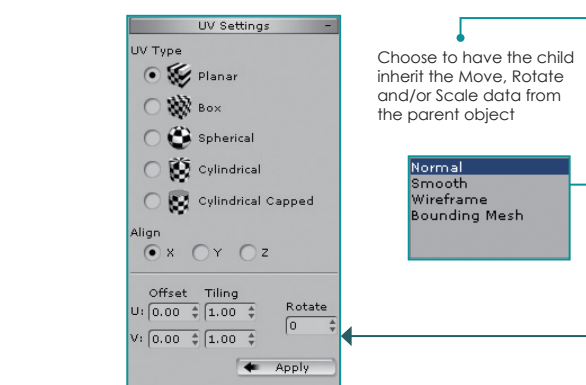 UV Settings
UV Type
Planar
Box
Spherical
Cylindrical
Cylindrical Capped
Align
X Y Z
Offset Tiling
Rotate
U: 0.00 1.00
0
V: 0.00 1.00
Apply
Choose to have the child
inherit the Move, Rotate
and/or Scale data from
the parent object
Normal
Smooth
Wireframe
Bounding Mesh